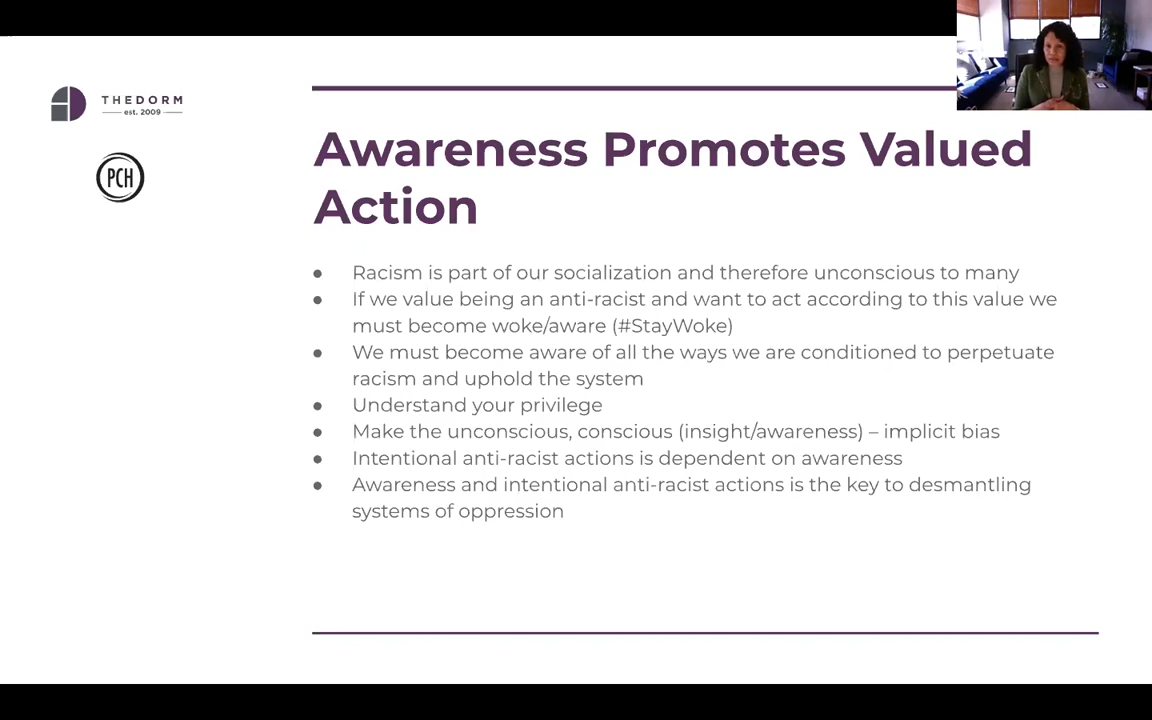 THEDORM
est. 2009
PCH
Awareness Promotes Valued
Action
● Racism is part of our socialization and therefore unconscious to many
● If we value being an anti-racist and want to act according to this value we
must become woke/aware (#StayWoke)
● We must become aware of all the ways we are conditioned to perpetuate
racism and uphold the system
● Understand your privilege
● Make the unconscious, conscious (insight/awareness) – implicit bias
● Intentional anti-racist actions is dependent on awareness
● Awareness and intentional anti-racist actions is the key to desmantling
systems of oppression